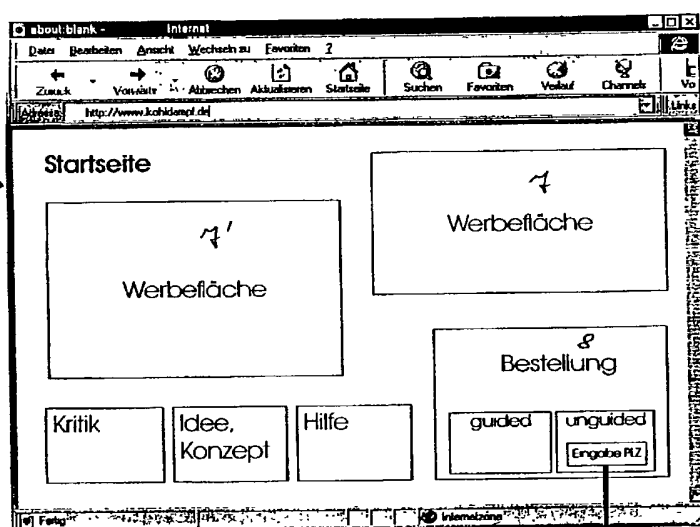 about:blank - Internet
Datei Bearbeiten Ansicht Wechseln zu Favoriten ?
Zurück Vorwärts Abbrechen Aktualisieren Startseite Suchen Favoriten Verlauf Channels Vo
Adresse http://www.kohldampf.de Links
Startseite
7
Werbefläche
7'
Werbefläche
8
Bestellung
Kritik
Idee,
Konzept
Hilfe
guided
unguided
Eingabe PLZ
Fertig Internetzone